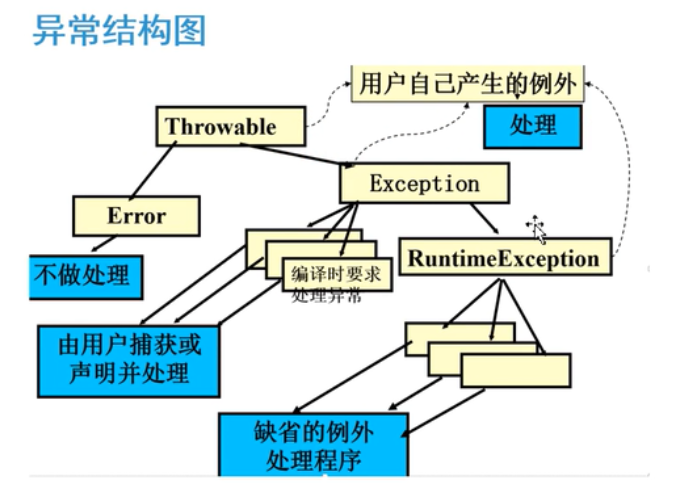 异常结构图
用户自己产生的例外
Throwable
处理
Exception
Error
RuntimeException
不做处理
编译时要求
处理异常
由用户捕获或
声明并处理
缺省的例外
处理程序